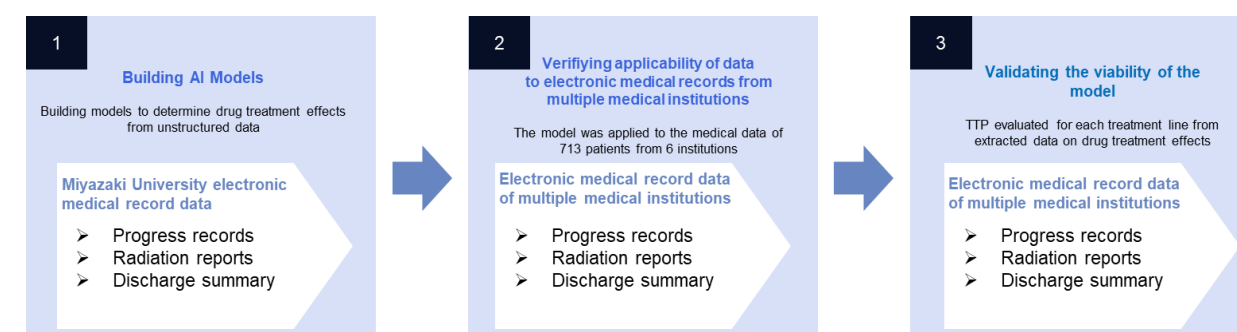 1
Building AI Models
Building models to determine drug treatment effects
from unstructured data
Miyazaki University electronic
medical record data
➢ Progress records
➢ Radiation reports
➢ Discharge summary
2
Verifiying applicability of data
to electronic medical records from
multiple medical institutions
The model was applied to the medical data of
713 patients from 6 institutions
Electronic medical record data
of multiple medical institutions
➢ Progress records
➢ Radiation reports
➢ Discharge summary
3
Validating the viability of the
model
TTP evaluated for each treatment line from
extracted data on drug treatment effects
Electronic medical record data
of multiple medical institutions
➢ Progress records
➢ Radiation reports
➢ Discharge summary